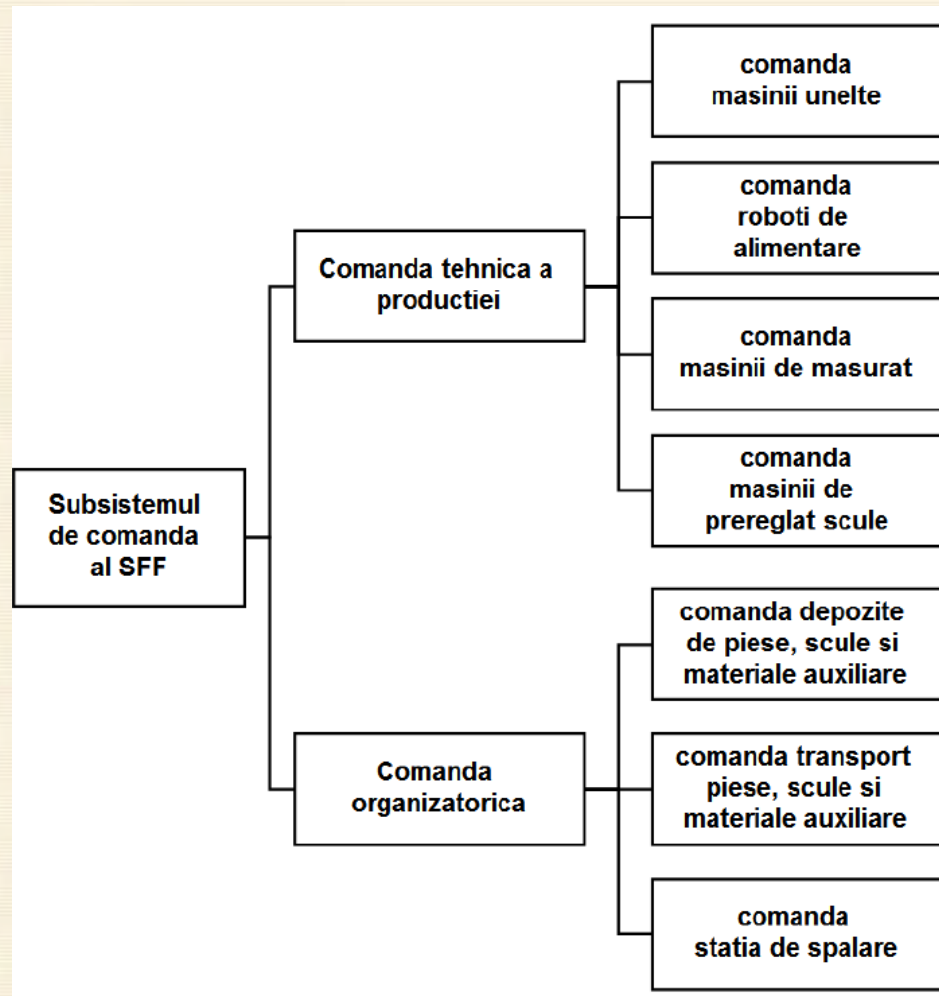 Subsistemul
de comanda
al SFF
Comanda tehnica a
productiei
comanda
masinii unelte
comanda
roboti de
alimentare
comanda
masinii de masurat
comanda
masinii de
prereglat scule
Comanda
organizatorica
comanda depozite
de piese, scule si
materiale auxiliare
comanda transport
piese, scule si
materiale auxiliare
comanda
statia de spalare